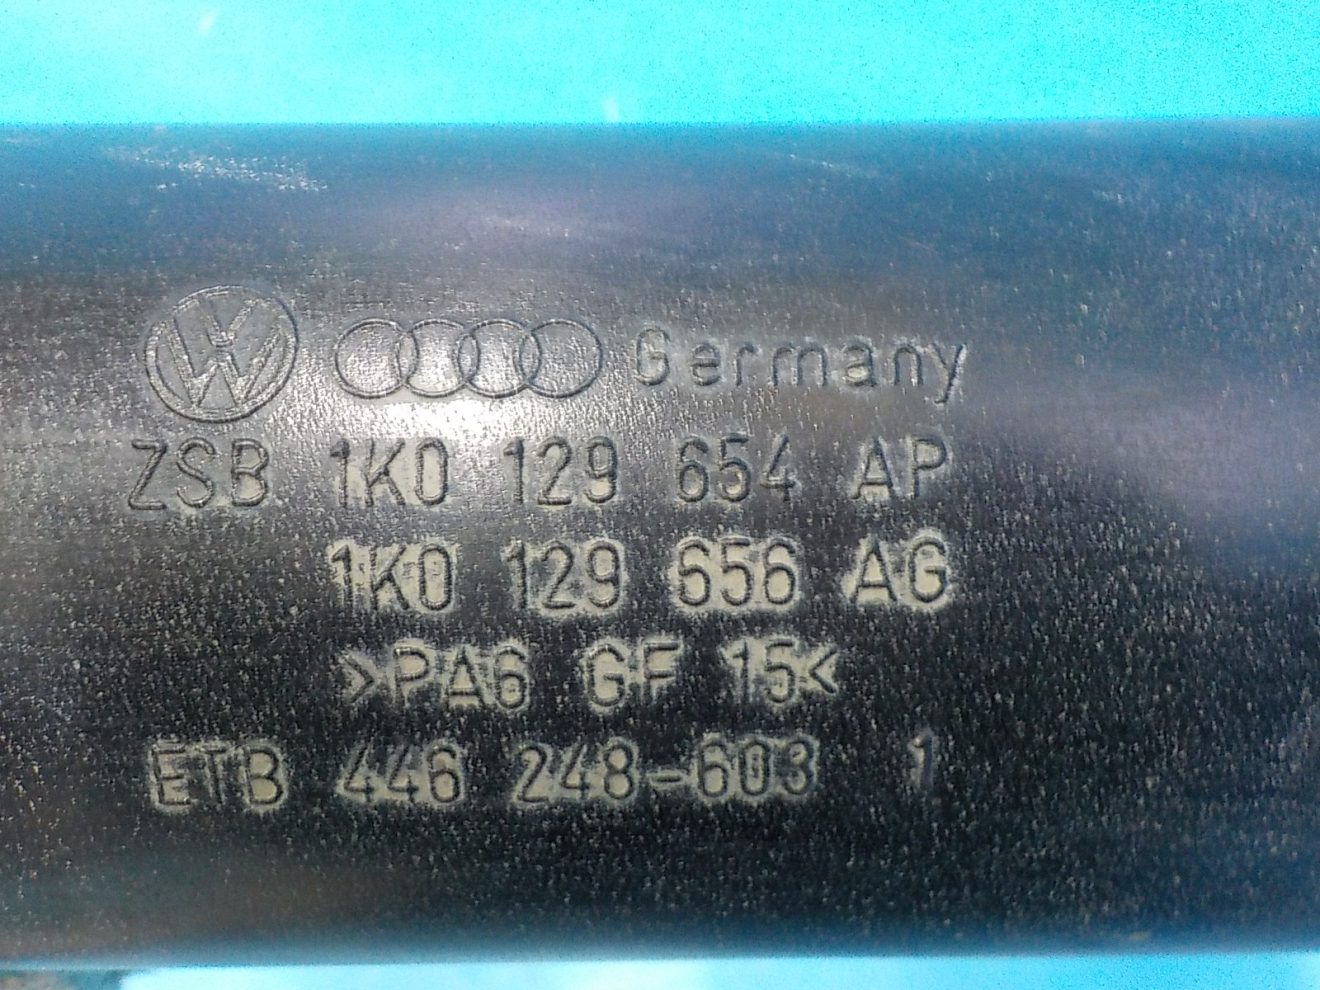 Germany
ZSB 1K0 129 654 AP
1K0 129 656 AG
>PA6 GF 15<
ETB 446 248-603 1